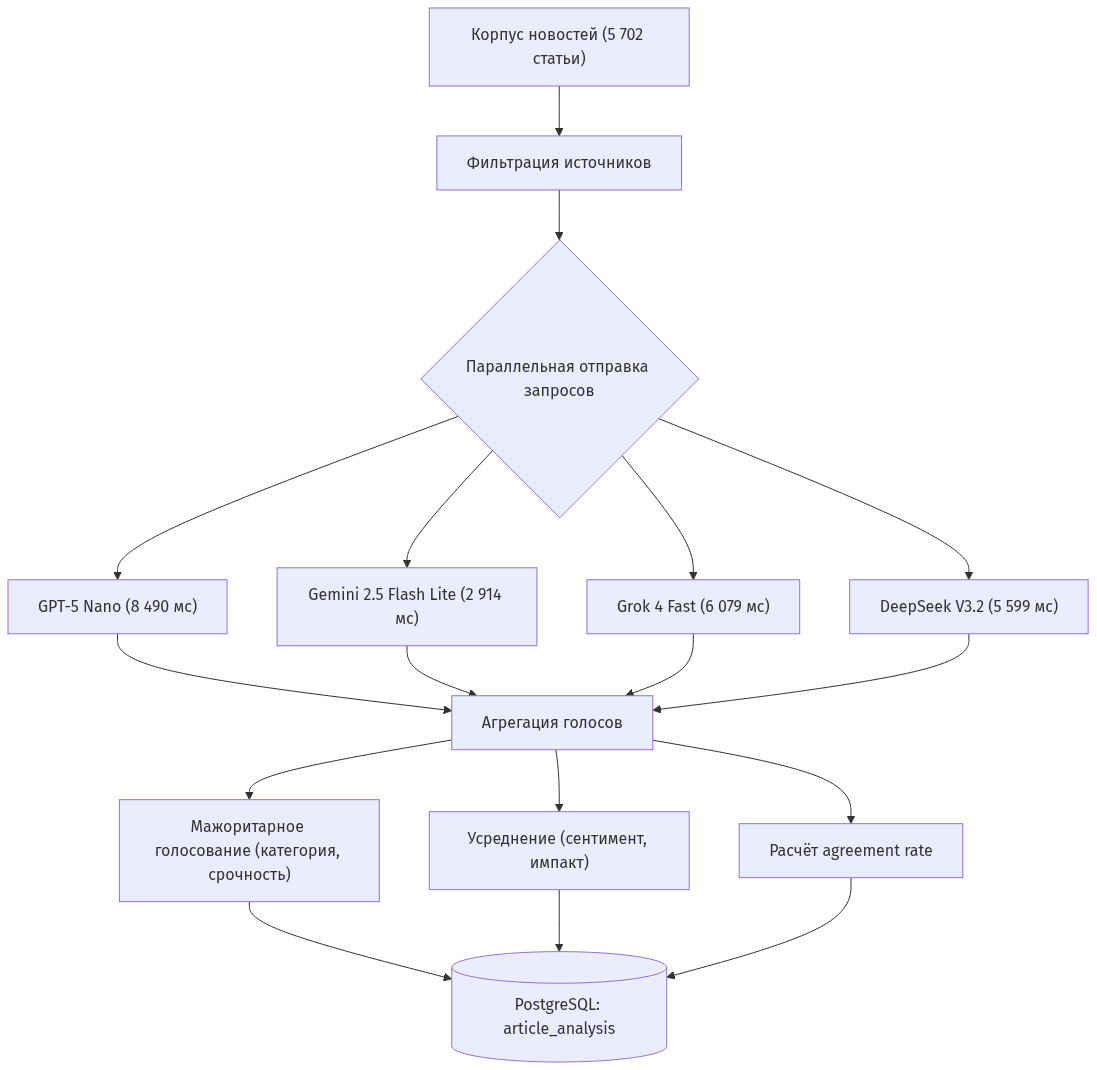 Корпус новостей (5 702
статьи)
Фильтрация источников
Параллельная отправка
запросов
GPT-5 Nano (8 490 мс)
Gemini 2.5 Flash Lite (2 914
мс)
Grok 4 Fast (6 079 мс)
DeepSeek V3.2 (5 599 мс)
Агрегация голосов
Мажоритарное
голосование (категория,
срочность)
Усреднение (сентимент,
импакт)
Расчёт agreement rate
PostgreSQL:
article_analysis